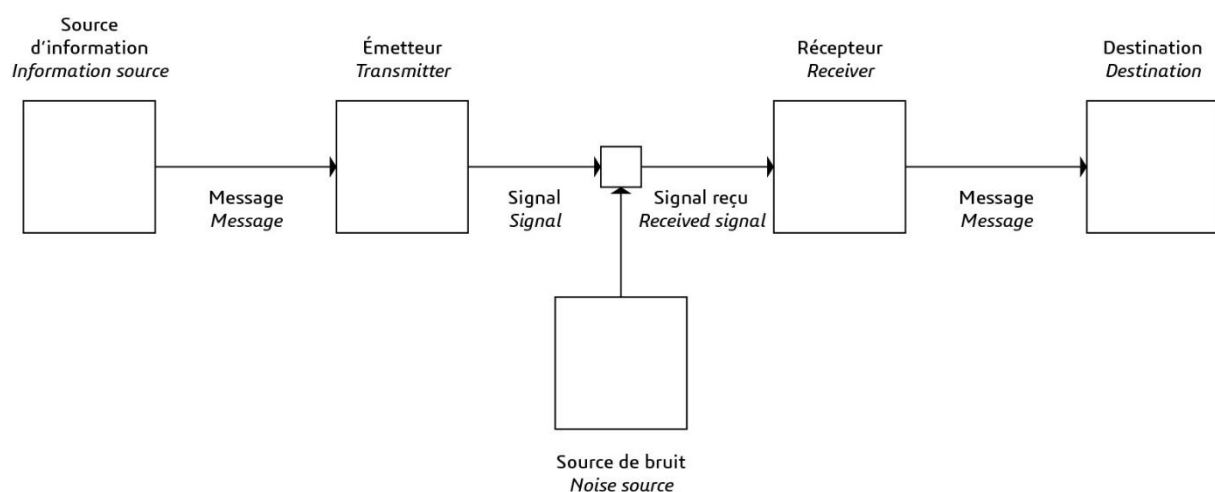 Source
d'information
Information source
Émetteur
Transmitter
Récepteur
Receiver
Destination
Destination
Message
Message
Signal
Signal
Signal reçu
Received signal
Message
Message
Source de bruit
Noise source